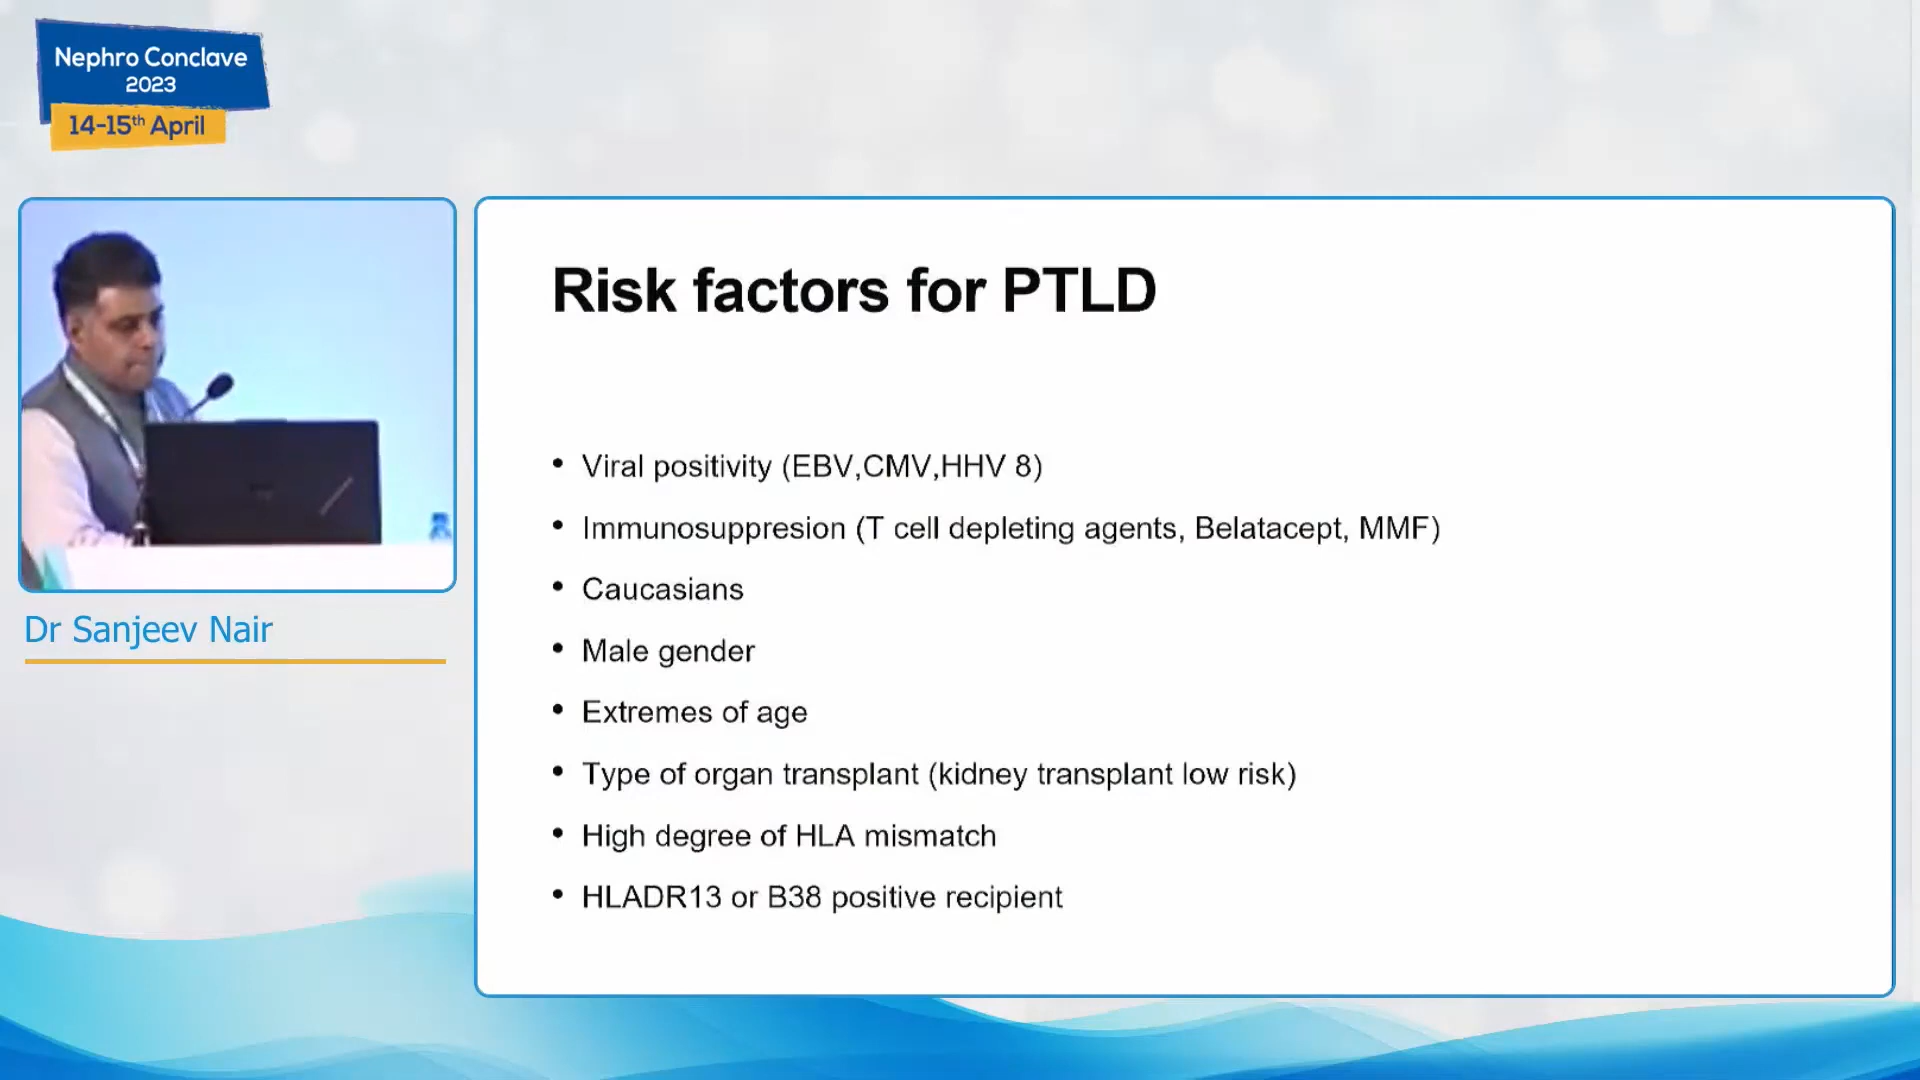 Nephro Conclave
2023
14-15th April
Risk factors for PTLD
• Viral positivity (EBV,CMV,HHV 8)
• Immunosuppresion (T cell depleting agents, Belatacept, MMF)
• Caucasians
• Male gender
• Extremes of age
• Type of organ transplant (kidney transplant low risk)
• High degree of HLA mismatch
• HLADR13 or B38 positive recipient
Dr Sanjeev Nair